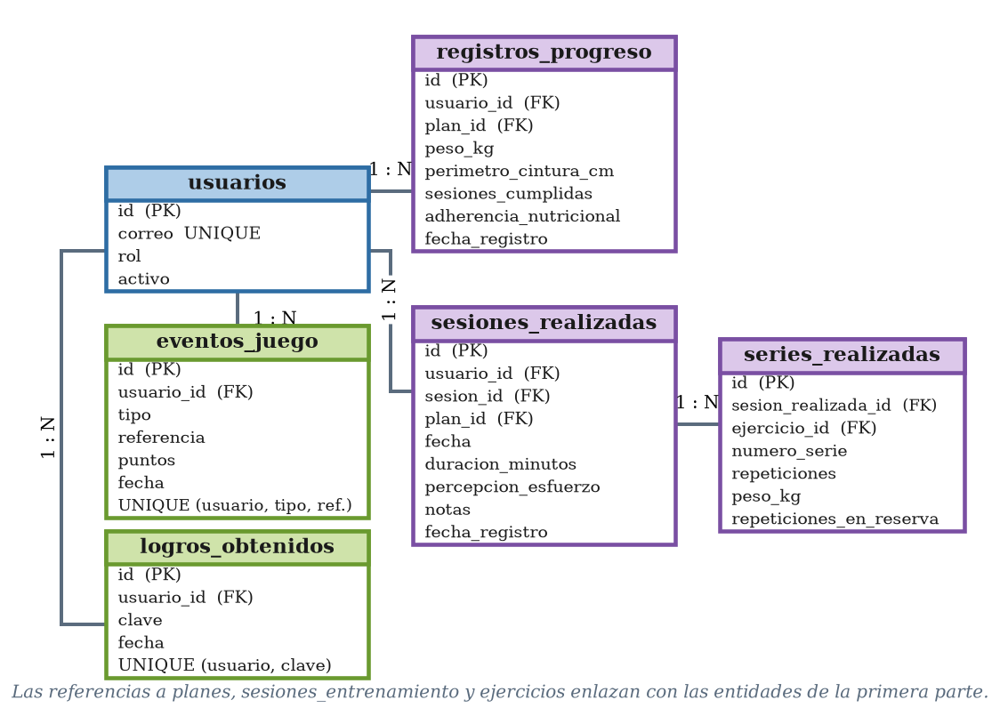 registros_progreso
id (PK)
usuario_id (FK)
plan_id (FK)
peso_kg
perimetro_cintura_cm
sesiones_cumplidas
adherencia_nutricional
fecha_registro
1 : N
usuarios
id (PK)
correo UNIQUE
rol
activo
1 : N
1 : N
eventos_juego
id (PK)
usuario_id (FK)
tipo
referencia
puntos
fecha
UNIQUE (usuario, tipo, ref.)
sesiones_realizadas
id (PK)
usuario_id (FK)
sesion_id (FK)
plan_id (FK)
fecha
duracion_minutos
percepcion_esfuerzo
notas
fecha_registro
1 : N
series_realizadas
id (PK)
sesion_realizada_id (FK)
ejercicio_id (FK)
numero_serie
repeticiones
peso_kg
repeticiones_en_reserva
1 : N
logros_obtenidos
id (PK)
usuario_id (FK)
clave
fecha
UNIQUE (usuario, clave)
Las referencias a planes, sesiones_entrenamiento y ejercicios enlazan con las entidades de la primera parte.